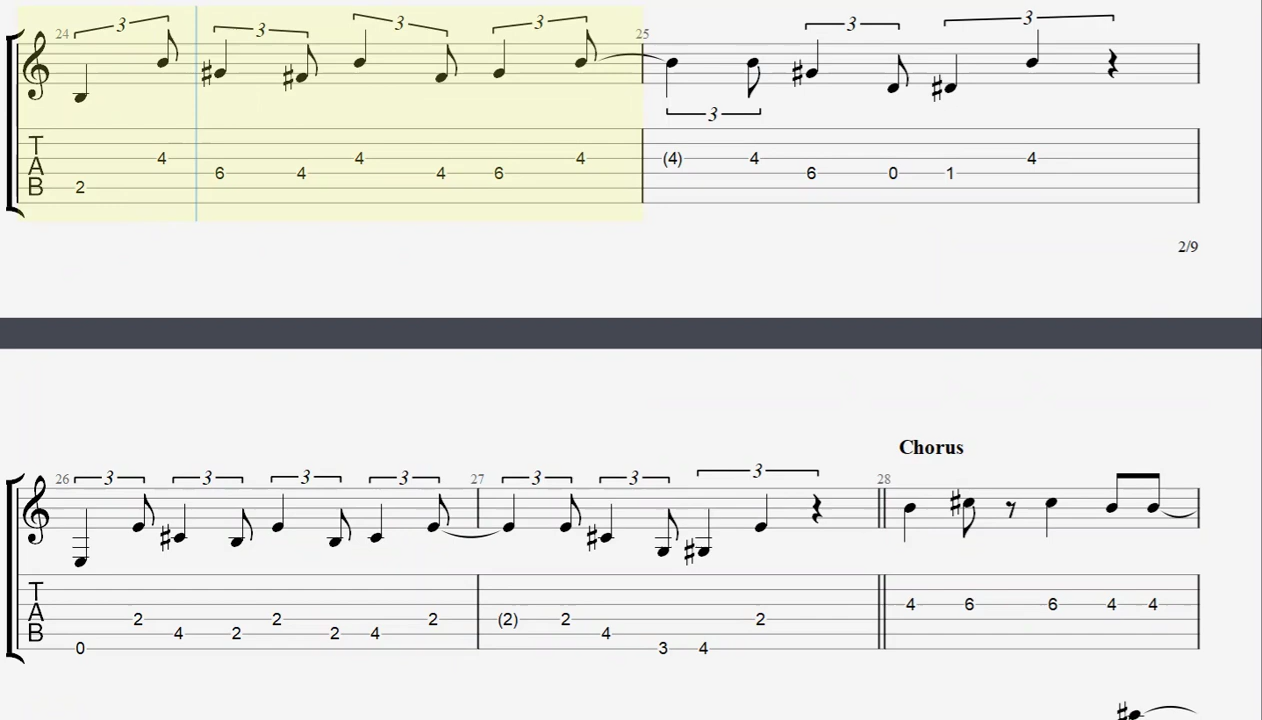 3 3 3 3 3
24 25
3
T
A
B
4 4 4 (4) 4 4
6 4 4 6 6 0 1
2
2/9
Chorus
3 3 3 3 3 3 3
26 27 28
T
A
B
4 6 6 4 4
2 2 2 (2) 2 2
4 2 2 4 4
0 3 4